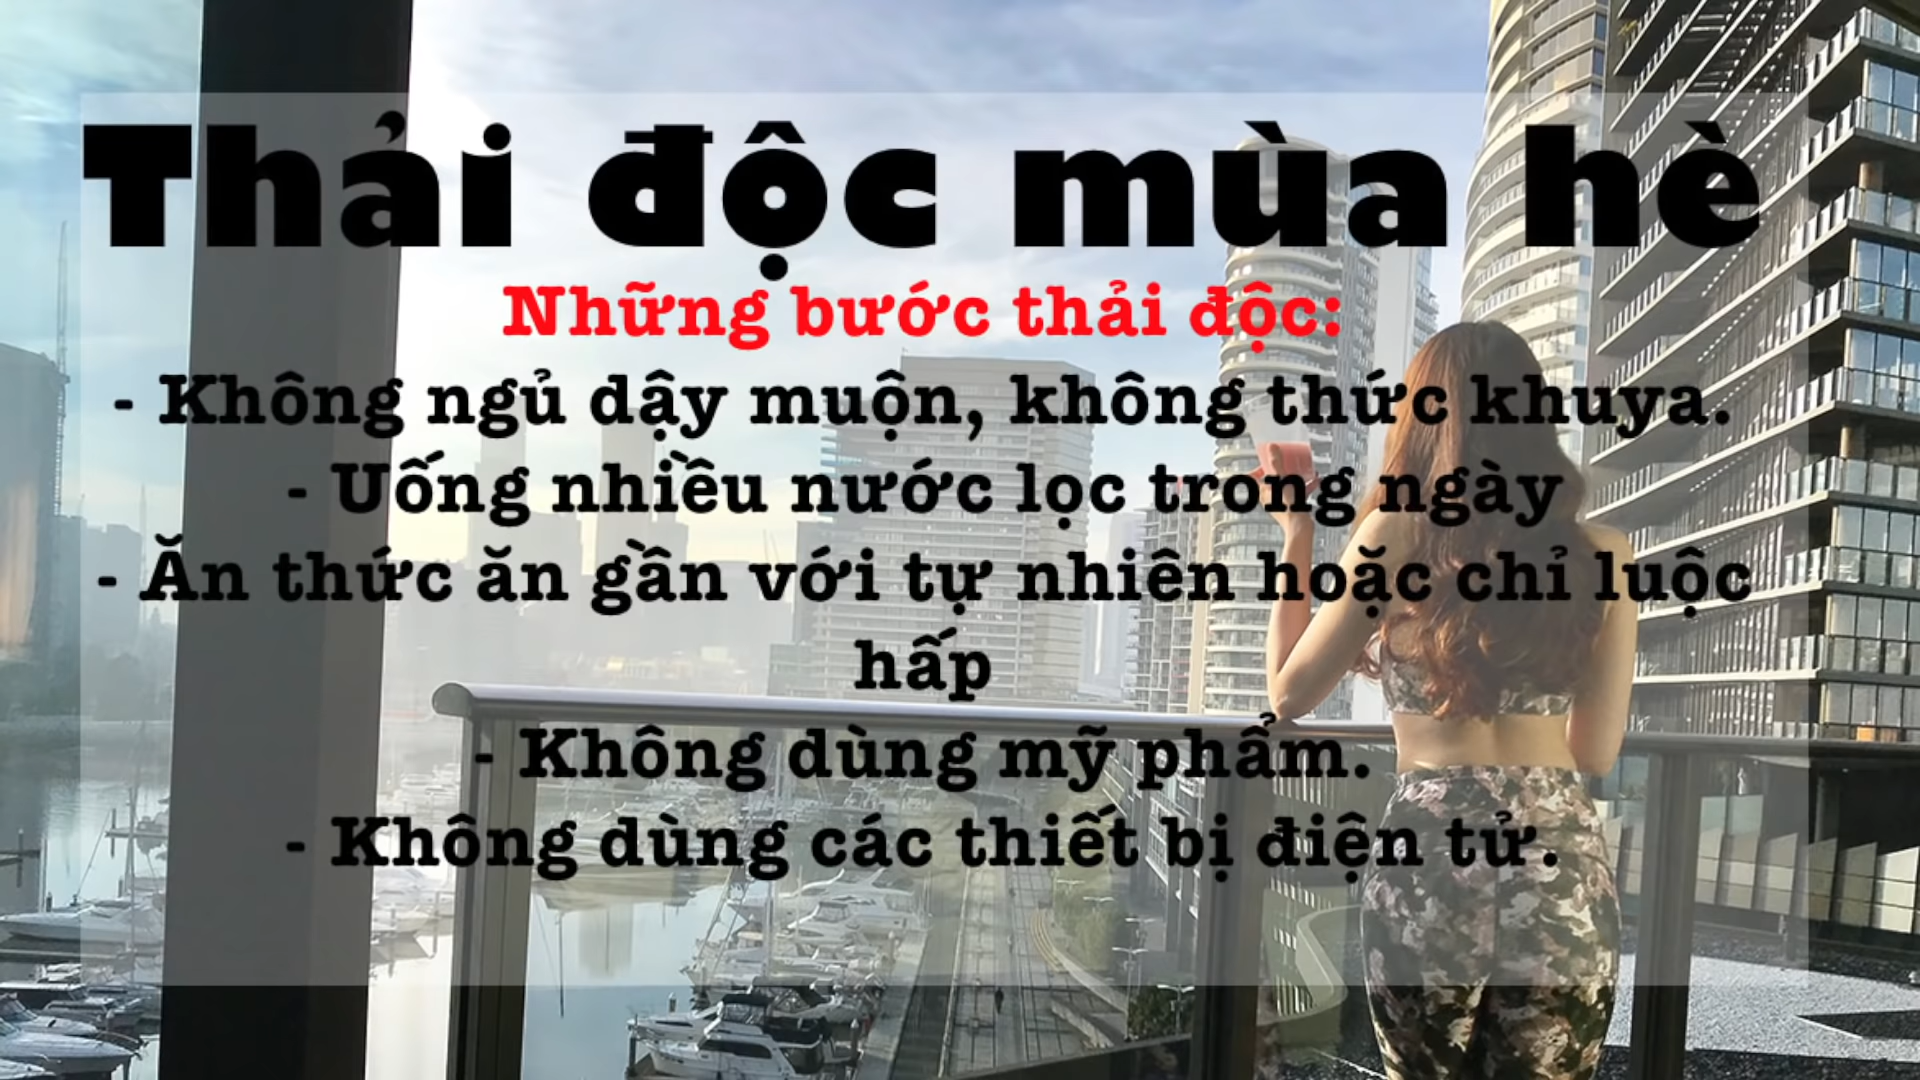 Thải độc mùa hè
Những bước thải độc:
- Không ngủ dậy muộn, không thức khuya.
- Uống nhiều nước lọc trong ngày
- Ăn thức ăn gần với tự nhiên hoặc chỉ luộc
hấp
- Không dùng mỹ phẩm.
- Không dùng các thiết bị điện tử.